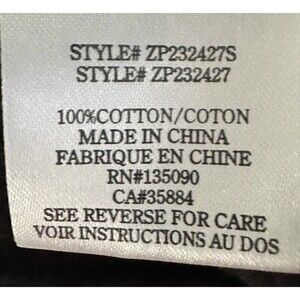 STYLE# ZP232427S
STYLE# ZP232427
100%COTTON/COTON
MADE IN CHINA
FABRIQUE EN CHINE
RN#135090
CA#35884
SEE REVERSE FOR CARE
VOIR INSTRUCTIONS AU DOS